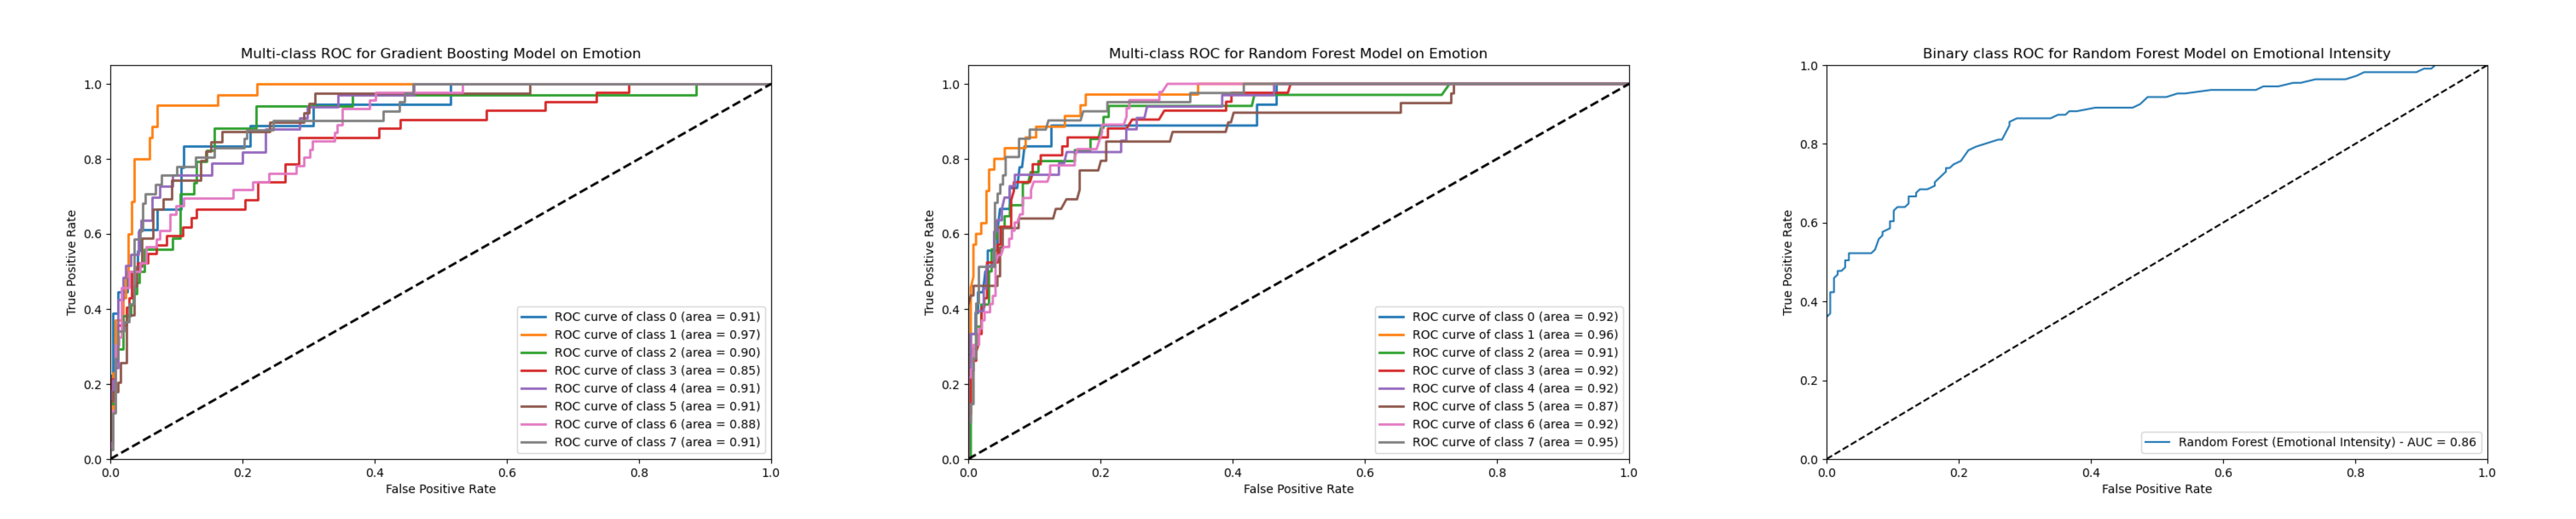 Multi-class ROC for Gradient Boosting Model on Emotion
True Positive Rate
1.0
0.8
0.6
0.4
0.2
0.0
ROC curve of class 0 (area = 0.91)
ROC curve of class 1 (area = 0.97)
ROC curve of class 2 (area = 0.90)
ROC curve of class 3 (area = 0.85)
ROC curve of class 4 (area = 0.91)
ROC curve of class 5 (area = 0.91)
ROC curve of class 6 (area = 0.88)
ROC curve of class 7 (area = 0.91)
0.0 0.2 0.4 0.6 0.8 1.0
False Positive Rate
Multi-class ROC for Random Forest Model on Emotion
True Positive Rate
1.0
0.8
0.6
0.4
0.2
0.0
ROC curve of class 0 (area = 0.92)
ROC curve of class 1 (area = 0.96)
ROC curve of class 2 (area = 0.91)
ROC curve of class 3 (area = 0.92)
ROC curve of class 4 (area = 0.92)
ROC curve of class 5 (area = 0.87)
ROC curve of class 6 (area = 0.92)
ROC curve of class 7 (area = 0.95)
0.0 0.2 0.4 0.6 0.8 1.0
False Positive Rate
Binary class ROC for Random Forest Model on Emotional Intensity
True Positive Rate
1.0
0.8
0.6
0.4
0.2
0.0
Random Forest (Emotional Intensity) - AUC = 0.86
0.0 0.2 0.4 0.6 0.8 1.0
False Positive Rate